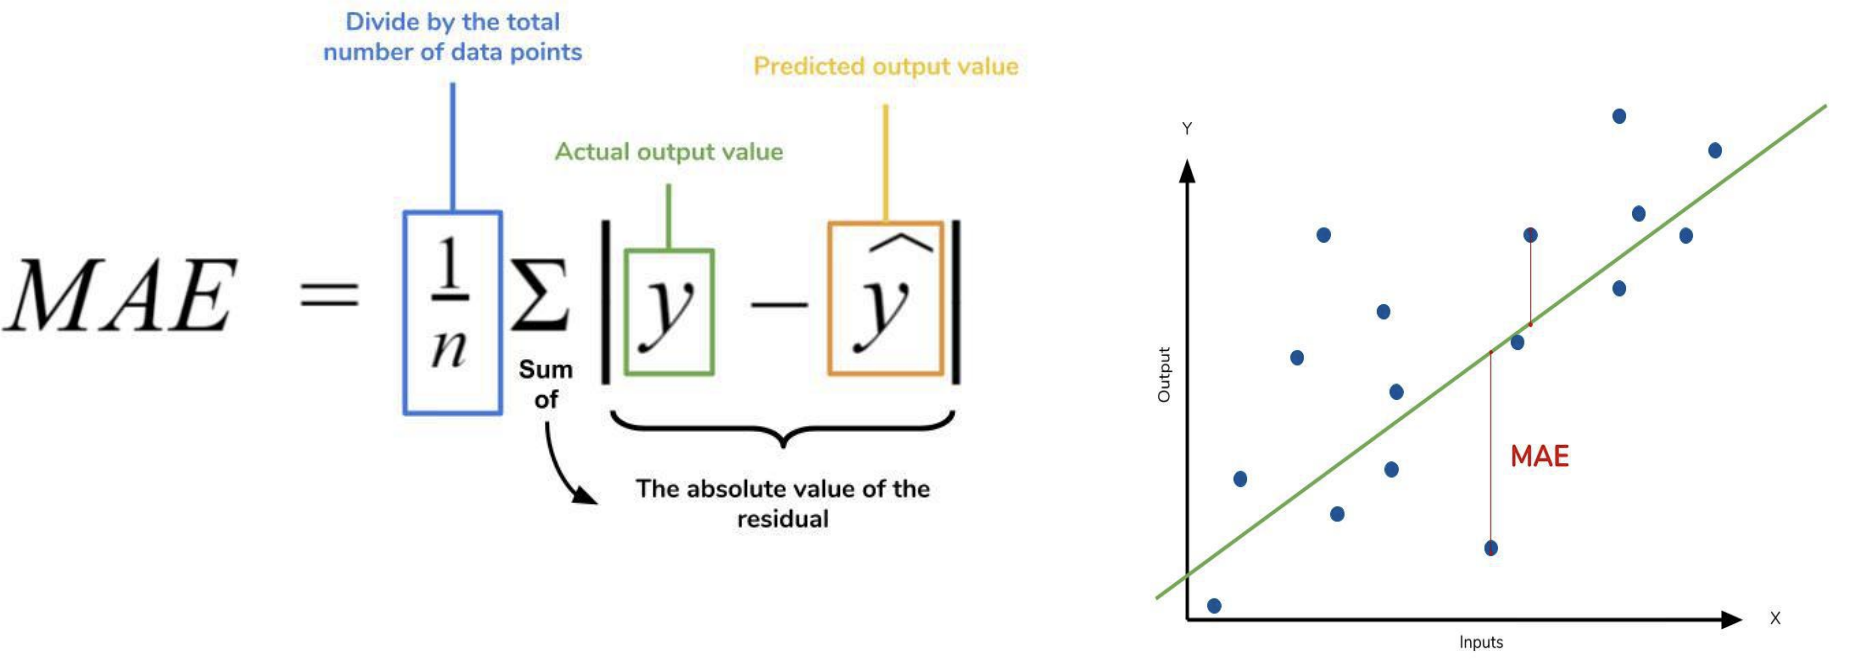 Divide by the total
number of data points
Predicted output value
Actual output value
MAE = 1/n Σ |y − ŷ|
Sum
of
The absolute value of the
residual
Y
Output
MAE
X
Inputs